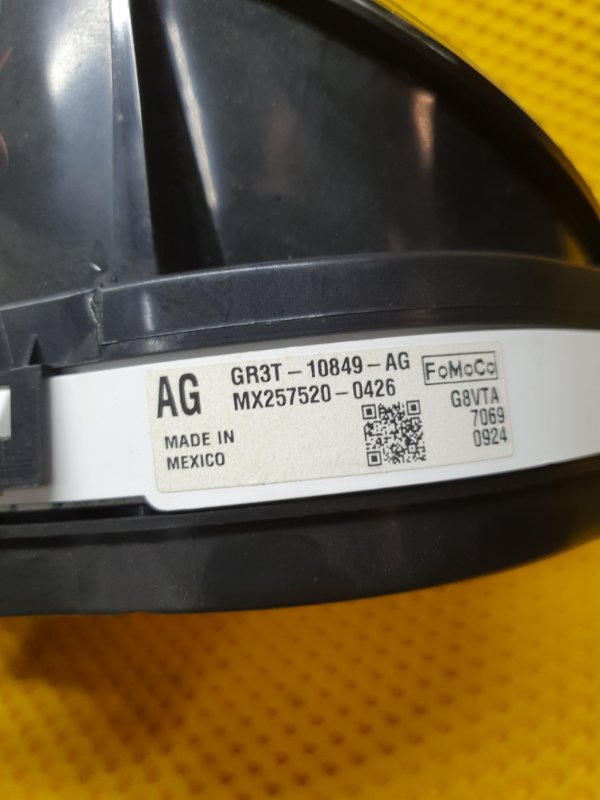 AG
GR3T-10849-AG
MX257520-0426
FoMoCo
G8VTA
7069
0924
MADE IN
MEXICO